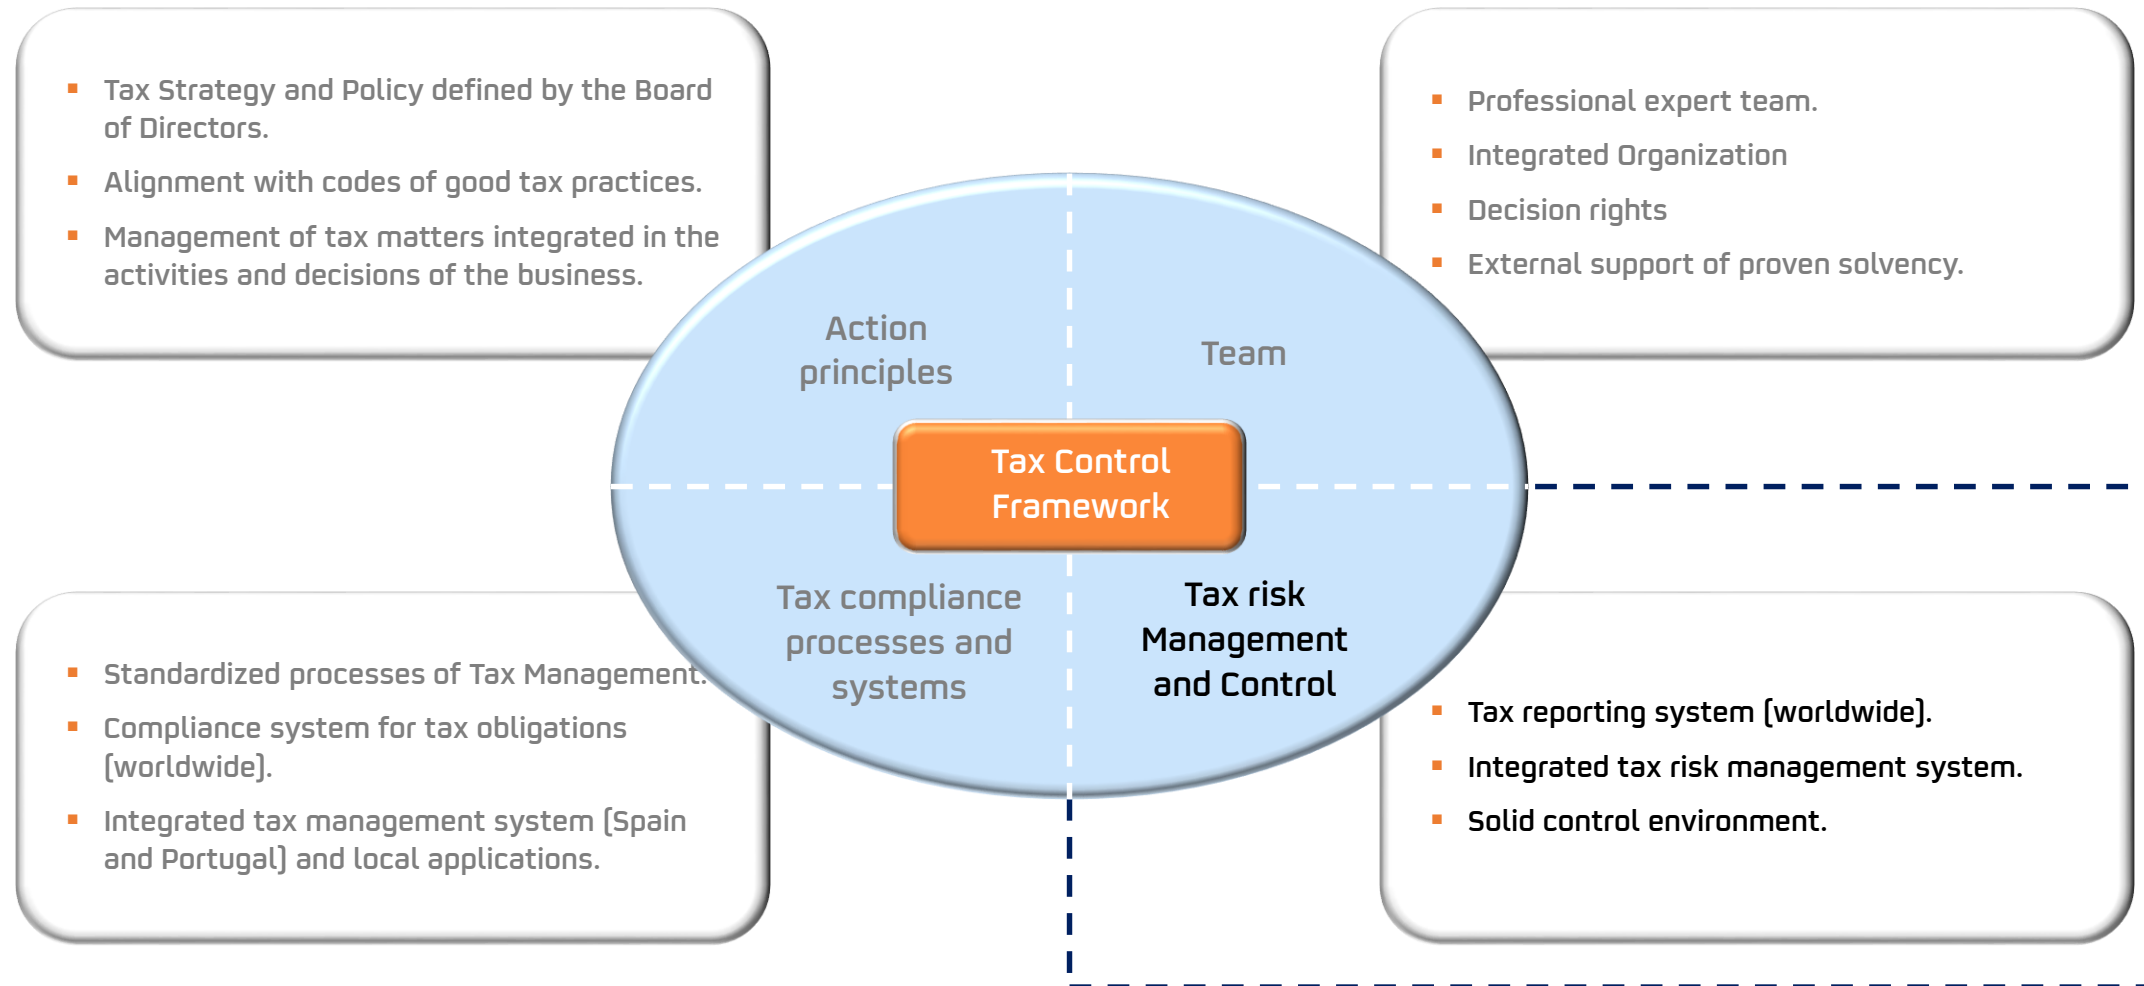 Tax Strategy and Policy defined by the Board
of Directors.
Alignment with codes of good tax practices.
Management of tax matters integrated in the
activities and decisions of the business.
Professional expert team.
Integrated Organization
Decision rights
External support of proven solvency.
Action
principles
Team
Tax Control
Framework
Tax compliance
processes and
systems
Tax risk
Management
and Control
Standardized processes of Tax Management.
Compliance system for tax obligations
(worldwide).
Integrated tax management system (Spain
and Portugal) and local applications.
Tax reporting system (worldwide).
Integrated tax risk management system.
Solid control environment.